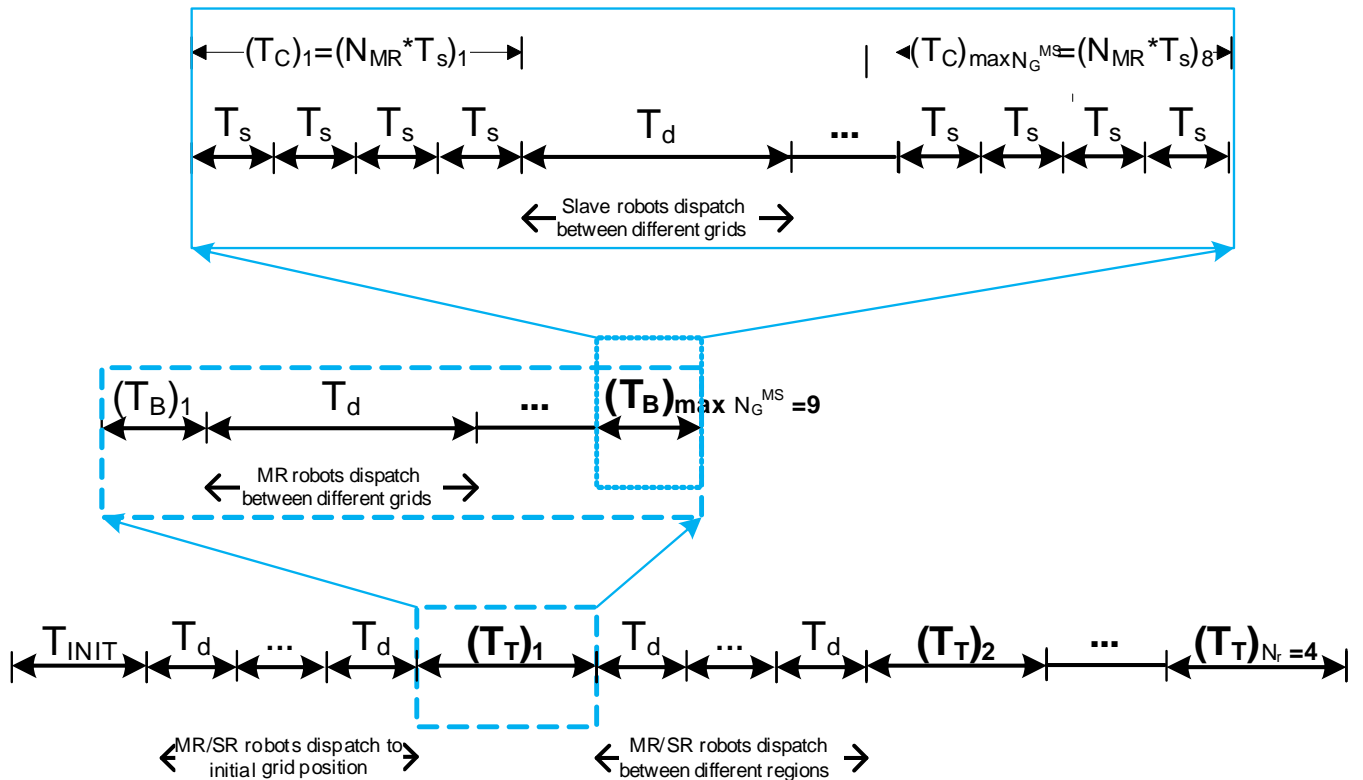 (TC)1=(NMR*Ts)1
(TC)maxNGMS=(NMR*Ts)8
Ts Ts Ts Ts Td ... Ts Ts Ts Ts
Slave robots dispatch
between different grids
(TB)1 Td ... (TB)max NGMS =9
MR robots dispatch
between different grids
TINIT Td ... Td (TT)1 Td ... Td (TT)2 ... (TT)Nr =4
MR/SR robots dispatch to
initial grid position
MR/SR robots dispatch
between different regions